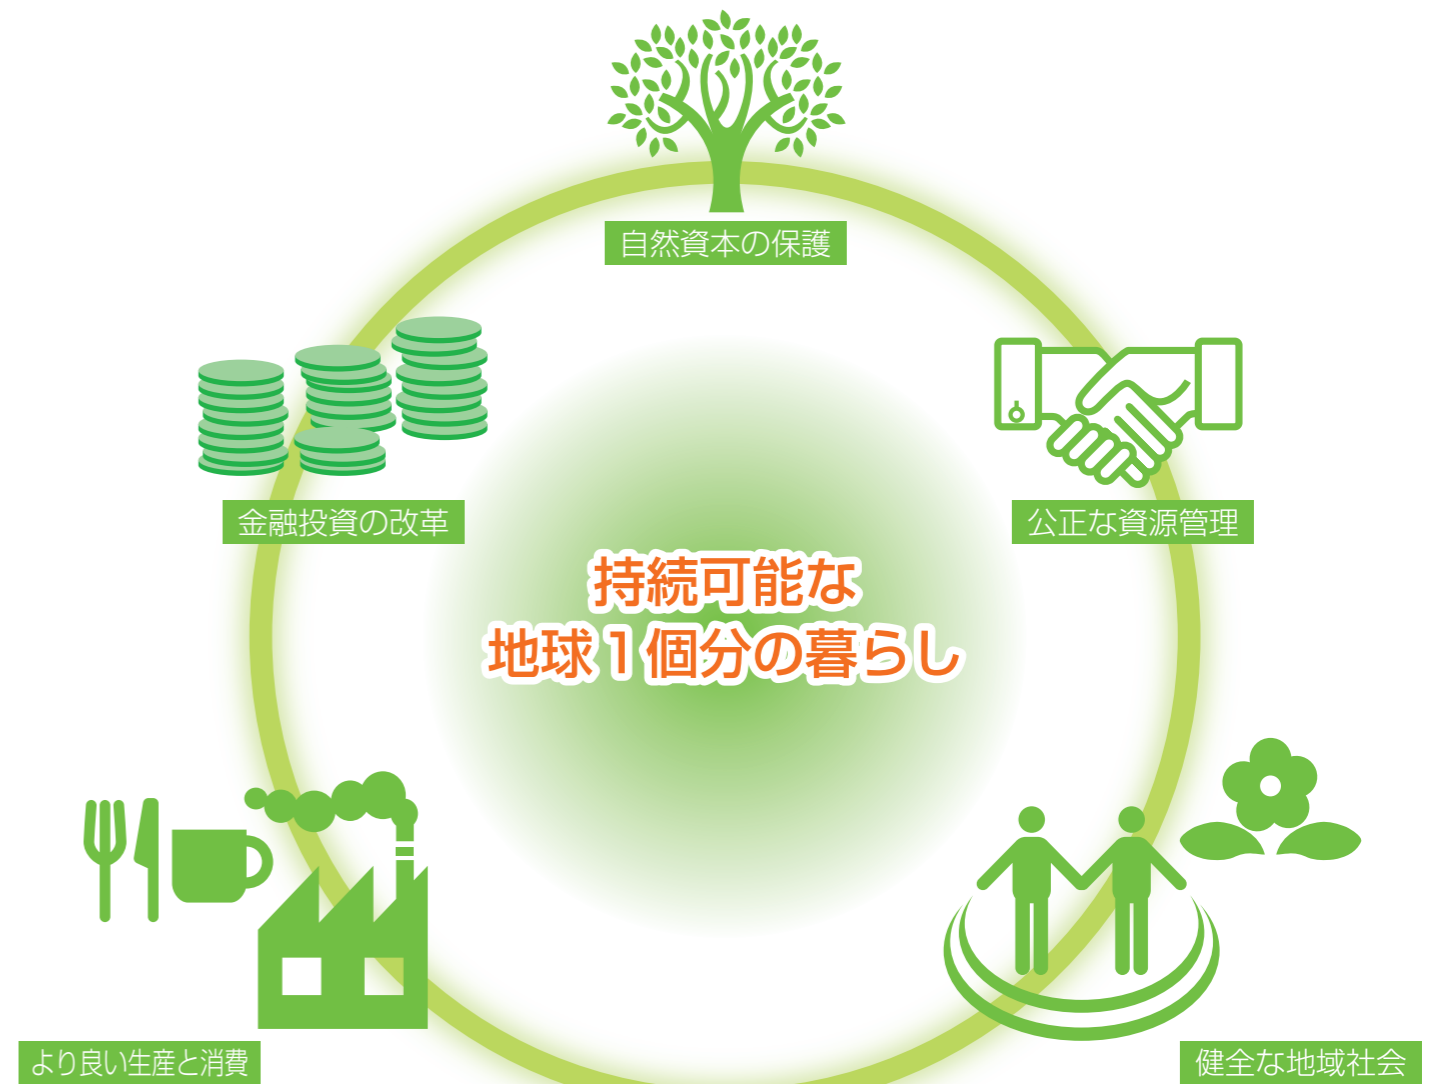 自然資本の保護
金融投資の改革
公正な資源管理
持続可能な
地球1個分の暮らし
より良い生産と消費
健全な地域社会